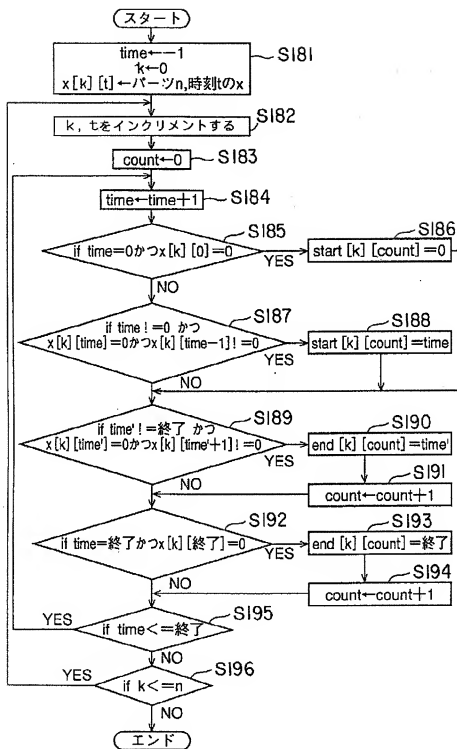 スタート
S181
time←−1
k←0
x[k][t]←パーツn,時刻tのx
S182
k,tをインクリメントする
S183
count←0
S184
time←time+1
S185
if time=0かつx[k][0]=0
YES
NO
S186
start[k][count]=0
S187
if time!=0 かつ
x[k][time]=0かつx[k][time−1]!=0
YES
NO
S188
start[k][count]=time
S189
if time'!=終了 かつ
x[k][time']=0かつx[k][time'+1]!=0
YES
NO
S190
end[k][count]=time'
S191
count←count+1
S192
if time=終了かつx[k][終了]=0
YES
NO
S193
end[k][count]=終了
S194
count←count+1
S195
YES
if time<=終了
NO
S196
YES
if k<=n
NO
エンド